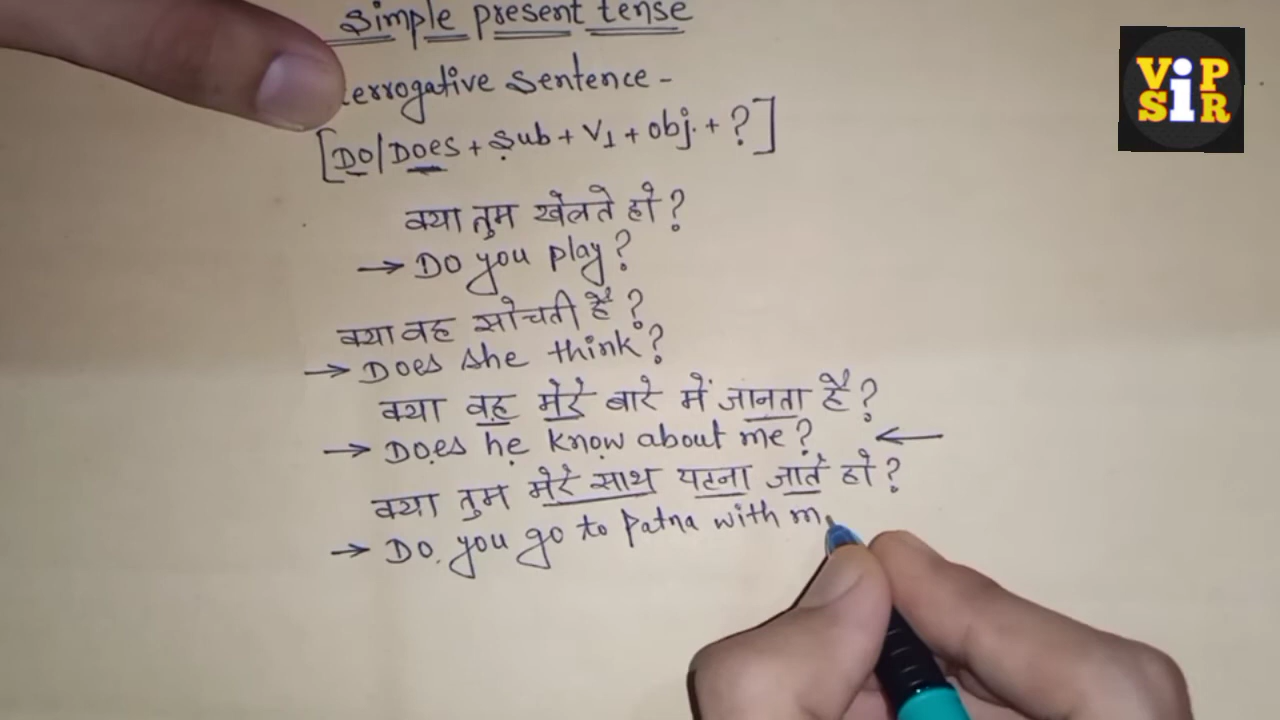 Simple present tense
terrogative Sentence -
[DO/DOES + Sub + V1 + obj. + ?]
क्या तुम खेलते हो?
→ DO you play?
क्या वह सोचती है?
→ DOES she think?
क्या वह मेरे बारे में जानता है?
→ DOES he know about me? ←
क्या तुम मेरे साथ पटना जाते हो?
→ DO you go to Patna with m
ViP
SiR